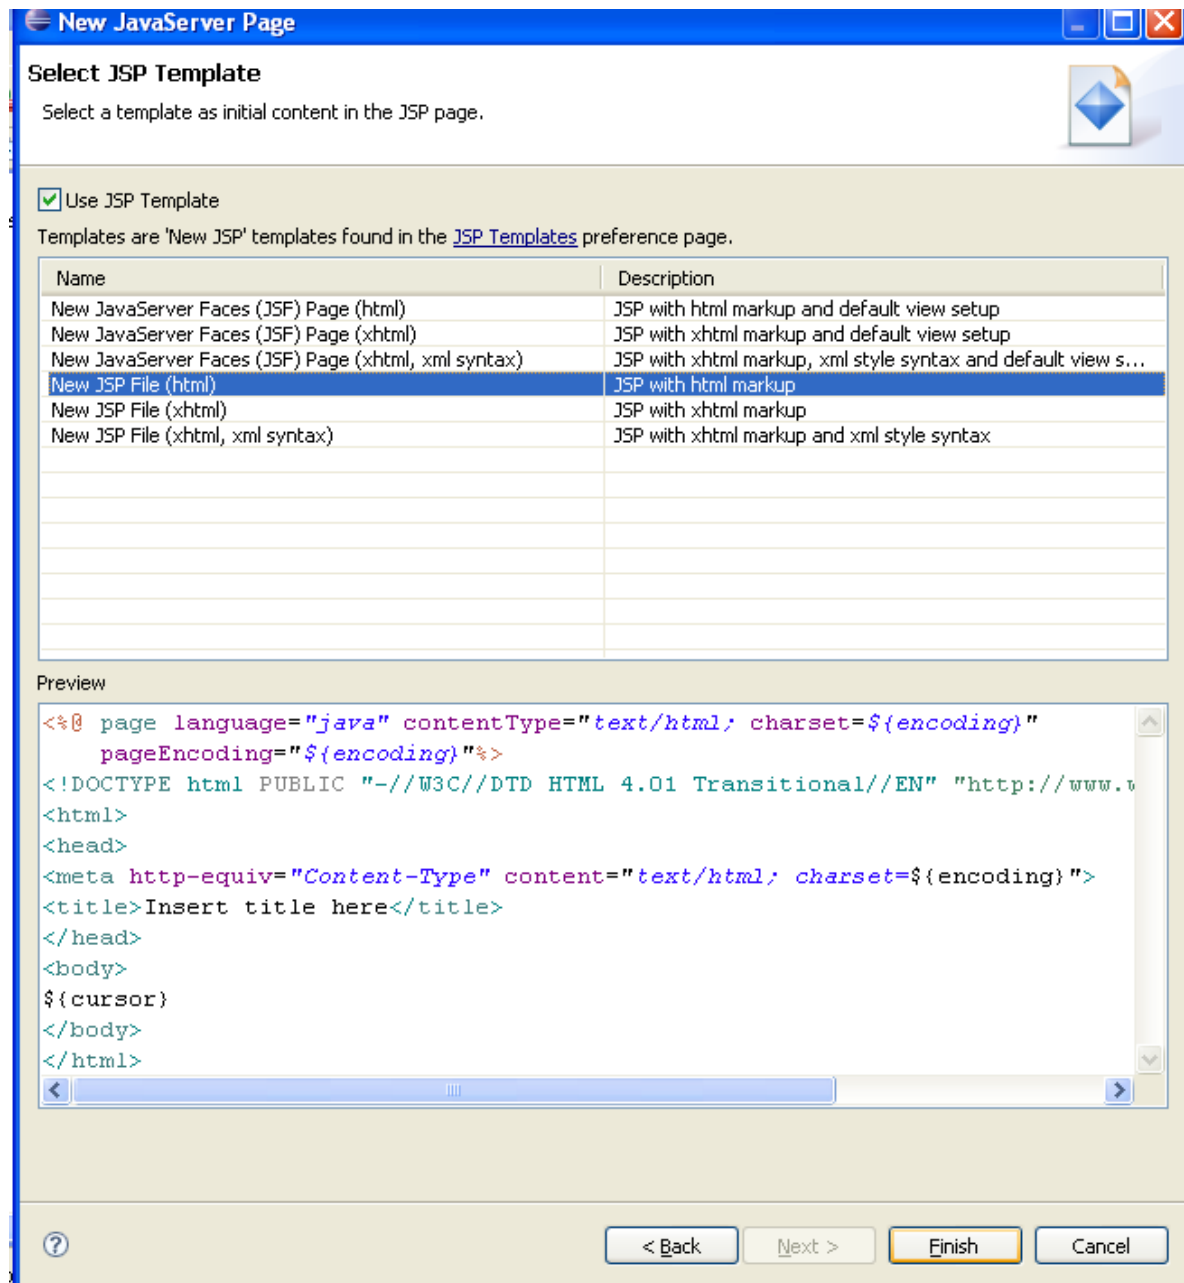 New JavaServer Page
Select JSP Template
Select a template as initial content in the JSP page.
Use JSP Template
Templates are 'New JSP' templates found in the JSP Templates preference page.
Name Description
New JavaServer Faces (JSF) Page (html) JSP with html markup and default view setup
New JavaServer Faces (JSF) Page (xhtml) JSP with xhtml markup and default view setup
New JavaServer Faces (JSF) Page (xhtml, xml syntax) JSP with xhtml markup, xml style syntax and default view s...
New JSP File (html) JSP with html markup
New JSP File (xhtml) JSP with xhtml markup
New JSP File (xhtml, xml syntax) JSP with xhtml markup and xml style syntax
Preview
<%@ page language="java" contentType="text/html; charset=${encoding}"
pageEncoding="${encoding}"%>
<!DOCTYPE html PUBLIC "-//W3C//DTD HTML 4.01 Transitional//EN" "http://www.
<html>
<head>
<meta http-equiv="Content-Type" content="text/html; charset=${encoding}">
<title>Insert title here</title>
</head>
<body>
${cursor}
</body>
</html>
< Back Next > Finish Cancel